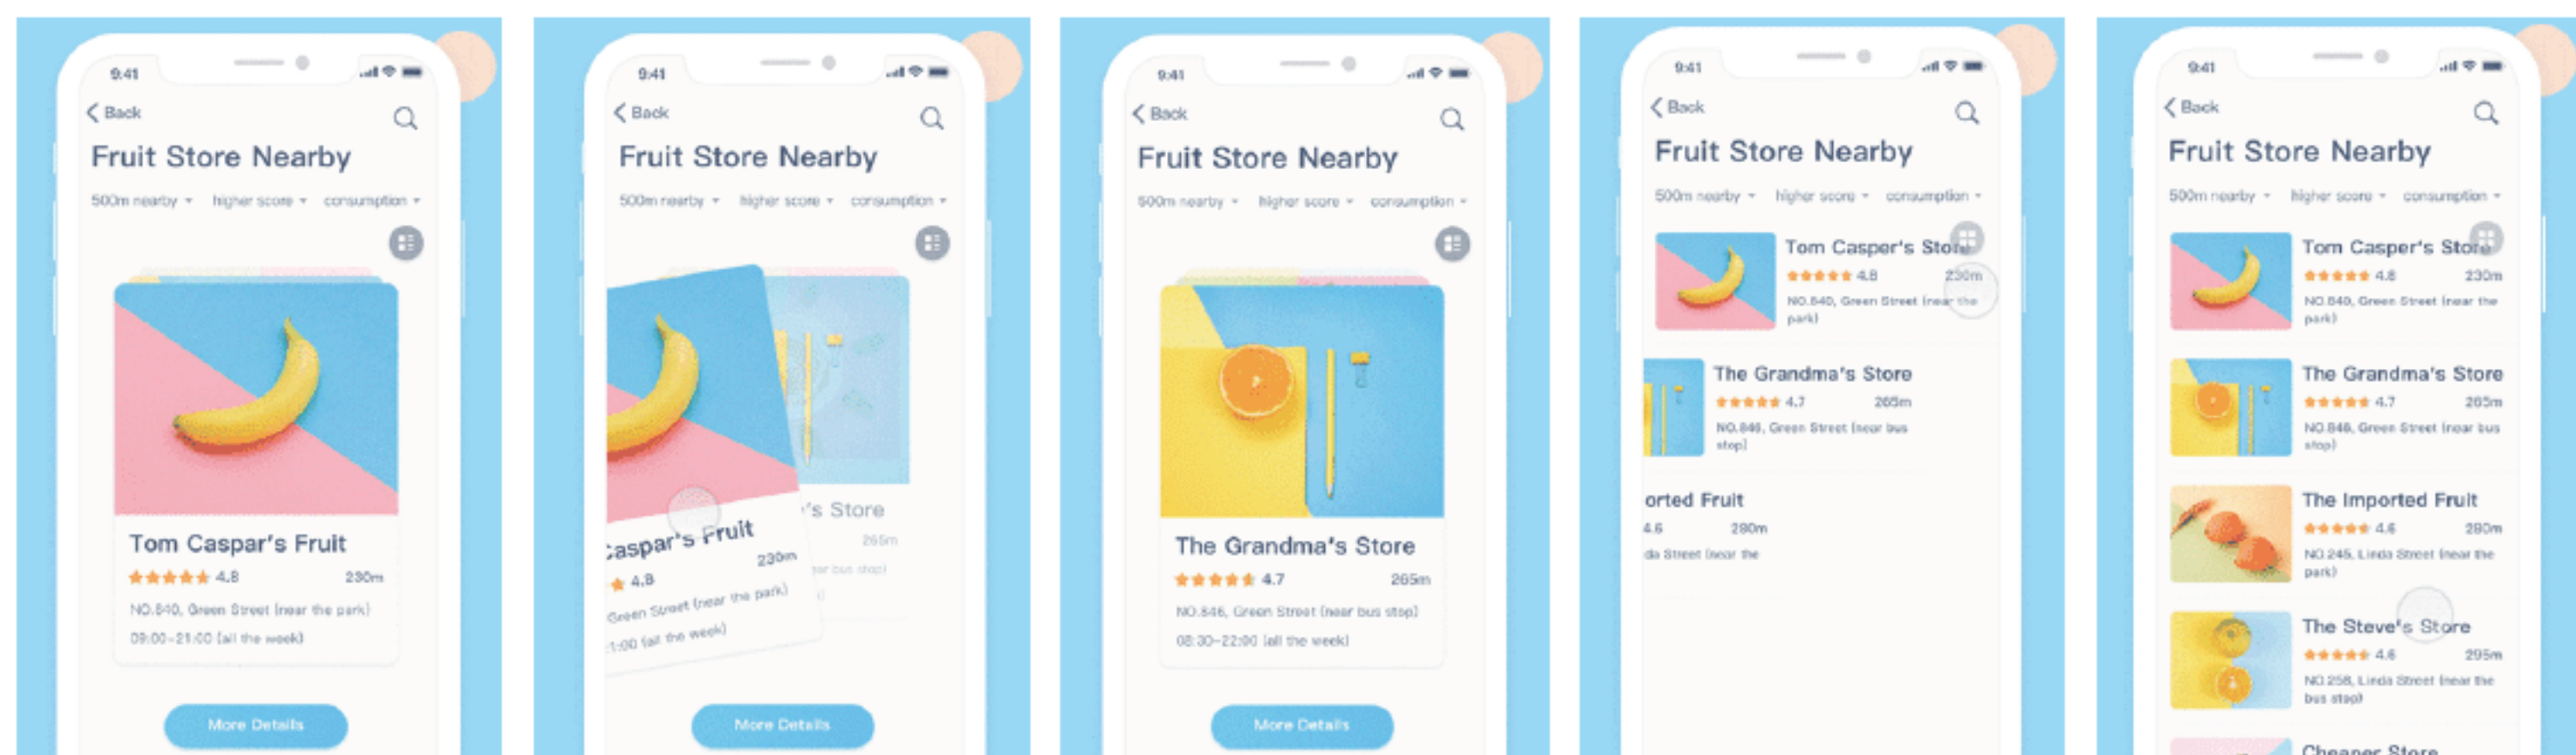 9:41
Back
Fruit Store Nearby
500m nearby higher score consumption
Tom Caspar's Fruit
4.8 230m
NO.840, Green Street (near the park)
09:00-21:00 (all the week)
More Details
9:41
Back
Fruit Store Nearby
500m nearby higher score consumption
's Store
265m
ear bus stop)
Caspar's Fruit
4.8 230m
Green Street (near the park)
1:00 (all the week)
More Details
9:41
Back
Fruit Store Nearby
500m nearby higher score consumption
The Grandma's Store
4.7 265m
NO.846, Green Street (near bus stop)
08:30-22:00 (all the week)
More Details
9:41
Back
Fruit Store Nearby
500m nearby higher score consumption
Tom Casper's Store
4.8 230m
NO.840, Green Street (near the
park)
The Grandma's Store
4.7 265m
NO.846, Green Street (near bus
stop)
orted Fruit
4.6 280m
da Street (near the
9:41
Back
Fruit Store Nearby
500m nearby higher score consumption
Tom Casper's Store
4.8 230m
NO.840, Green Street (near the
park)
The Grandma's Store
4.7 265m
NO.846, Green Street (near bus
stop)
The Imported Fruit
4.6 280m
NO.245, Linda Street (near the
park)
The Steve's Store
4.6 295m
NO.258, Linda Street (near the
bus stop)
Cheaper Store